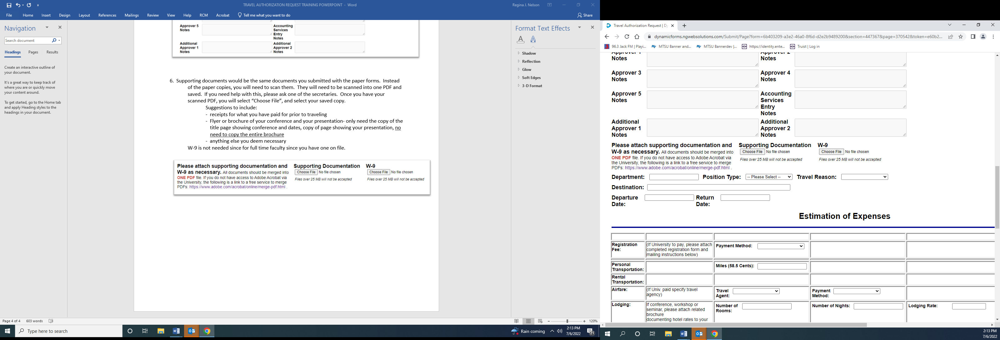 TRAVEL AUTHORIZATION REQUEST TRAINING POWERPOINT - Word
Regina J. Nelson
File Home Insert Design Layout References Mailings Review View Help RCM Acrobat Tell me what you want to do
Share
Navigation
Search document
Headings Pages Results
Create an interactive outline of
your document.
It's a great way to keep track of
where you are or quickly move
your content around.
To get started, go to the Home tab
and apply Heading styles to the
headings in your document.
Approver 5
Notes
Accounting
Services
Entry
Notes
Additional
Approver 1
Notes
Additional
Approver 2
Notes
6. Supporting documents would be the same documents you submitted with the paper forms. Instead
of the paper copies, you will need to scan them. They will need to be scanned into one PDF and
saved. If you need help with this, please ask one of the secretaries. Once you have your
scanned PDF, you will select “Choose File”, and select your saved copy.
Suggestions to include:
- receipts for what you have paid for prior to traveling
- Flyer or brochure of your conference and your presentation- only need the copy of the
title page showing conference and dates, copy of page showing your presentation, no
need to copy the entire brochure
- anything else you deem necessary
W-9 is not needed since for full time faculty since you have one on file.
Please attach supporting documentation and
W-9 as necessary. All documents should be merged into
ONE PDF file. If you do not have access to Adobe Acrobat via
the University, the following is a link to a free service to merge
PDFs: https://www.adobe.com/acrobat/online/merge-pdf.html .
Supporting Documentation
Choose File No file chosen
Files over 25 MB will not be accepted
W-9
Choose File No file chosen
Files over 25 MB will not be accepted
Format Text Effects
Shadow
Reflection
Glow
Soft Edges
3-D Format
Page 4 of 4 603 words
120%
Type here to search
Rain coming
2:13 PM
7/6/2022
21
Travel Authorization Request | Dy
dynamicforms.ngwebsolutions.com/Submit/Page?form=6b403209-a3e2-46a0-8f6d-d2e2b9489200&section=447367&page=370542&token=e60b2...
96.3 Jack FM | Playi... MTSU Banner and... MTSU Bannerdev |... https://identity.ente... Truist | Log in
Approver 1
Notes
Approver 2
Notes
Approver 3
Notes
Approver 4
Notes
Approver 5
Notes
Accounting
Services
Entry
Notes
Additional
Approver 1
Notes
Additional
Approver 2
Notes
Please attach supporting documentation and
W-9 as necessary. All documents should be merged into
ONE PDF file. If you do not have access to Adobe Acrobat via
the University, the following is a link to a free service to merge
PDFs: https://www.adobe.com/acrobat/online/merge-pdf.html .
Supporting Documentation
Choose File No file chosen
Files over 25 MB will not be accepted
W-9
Choose File No file chosen
Files over 25 MB will not be accepted
Department: Position Type: -- Please Select -- Travel Reason:
Destination:
Departure
Date:
Return
Date:
Estimation of Expenses
Registration
Fee:
(If University to pay, please attach
completed registration form and
mailing instructions below)
Payment Method:
Personal
Transportation:
Miles (58.5 Cents):
Rental
Transportation:
Airfare:
(If Univ. paid specify travel
agency)
Travel
Agent:
Payment
Method:
Lodging:
If conference, workshop or
seminar, please attach related
brochure
documenting hotel rates to your
Number of
Rooms:
Number of Nights:
Lodging Rate:
2:13 PM
7/6/2022